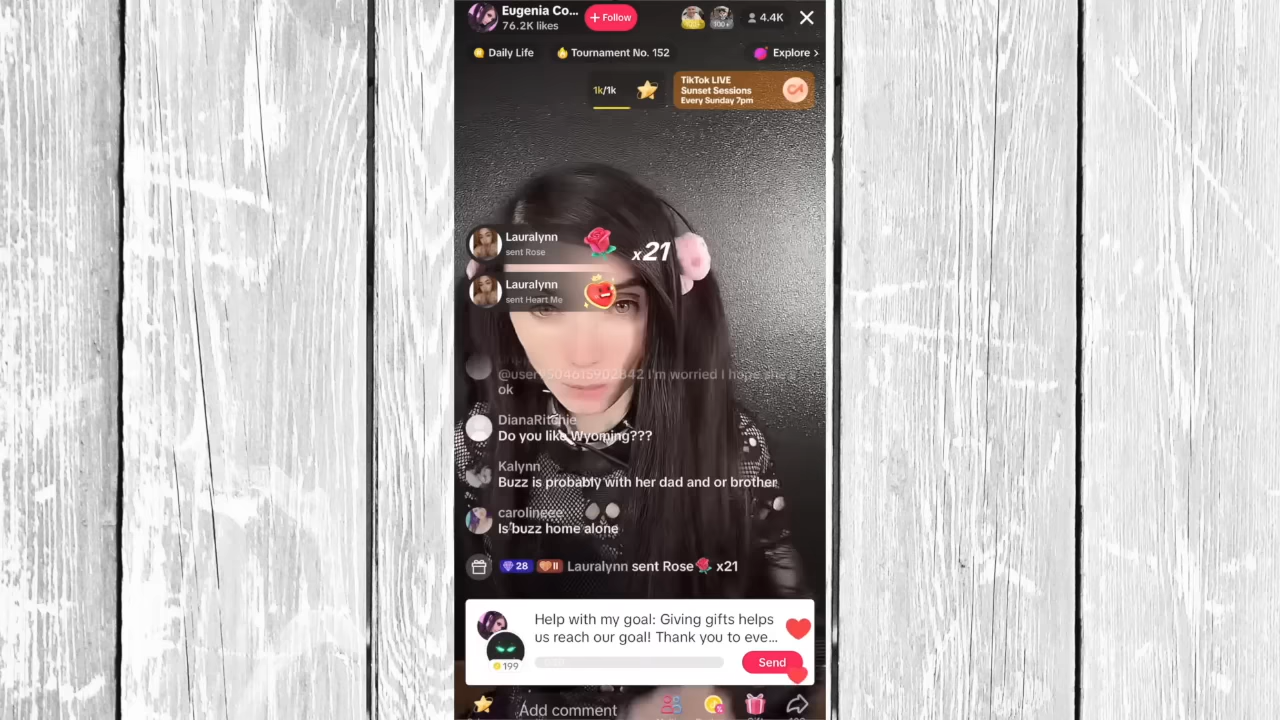 Eugenia Co...
76.2K likes
+ Follow
100+
4.4K
Daily Life
Tournament No. 152
Explore >
1k/1k
TikTok LIVE
Sunset Sessions
Every Sunday 7pm
Lauralynn
sent Rose
x21
Lauralynn
sent Heart Me
@user9504615902842 I'm worried I hope she's
ok
DianaRitchie
Do you like Wyoming???
Kalynn
Buzz is probably with her dad and or brother
carolineee
Is buzz home alone
28
II
Lauralynn sent Rose x21
Help with my goal: Giving gifts helps
us reach our goal! Thank you to eve...
199
Send
Add comment